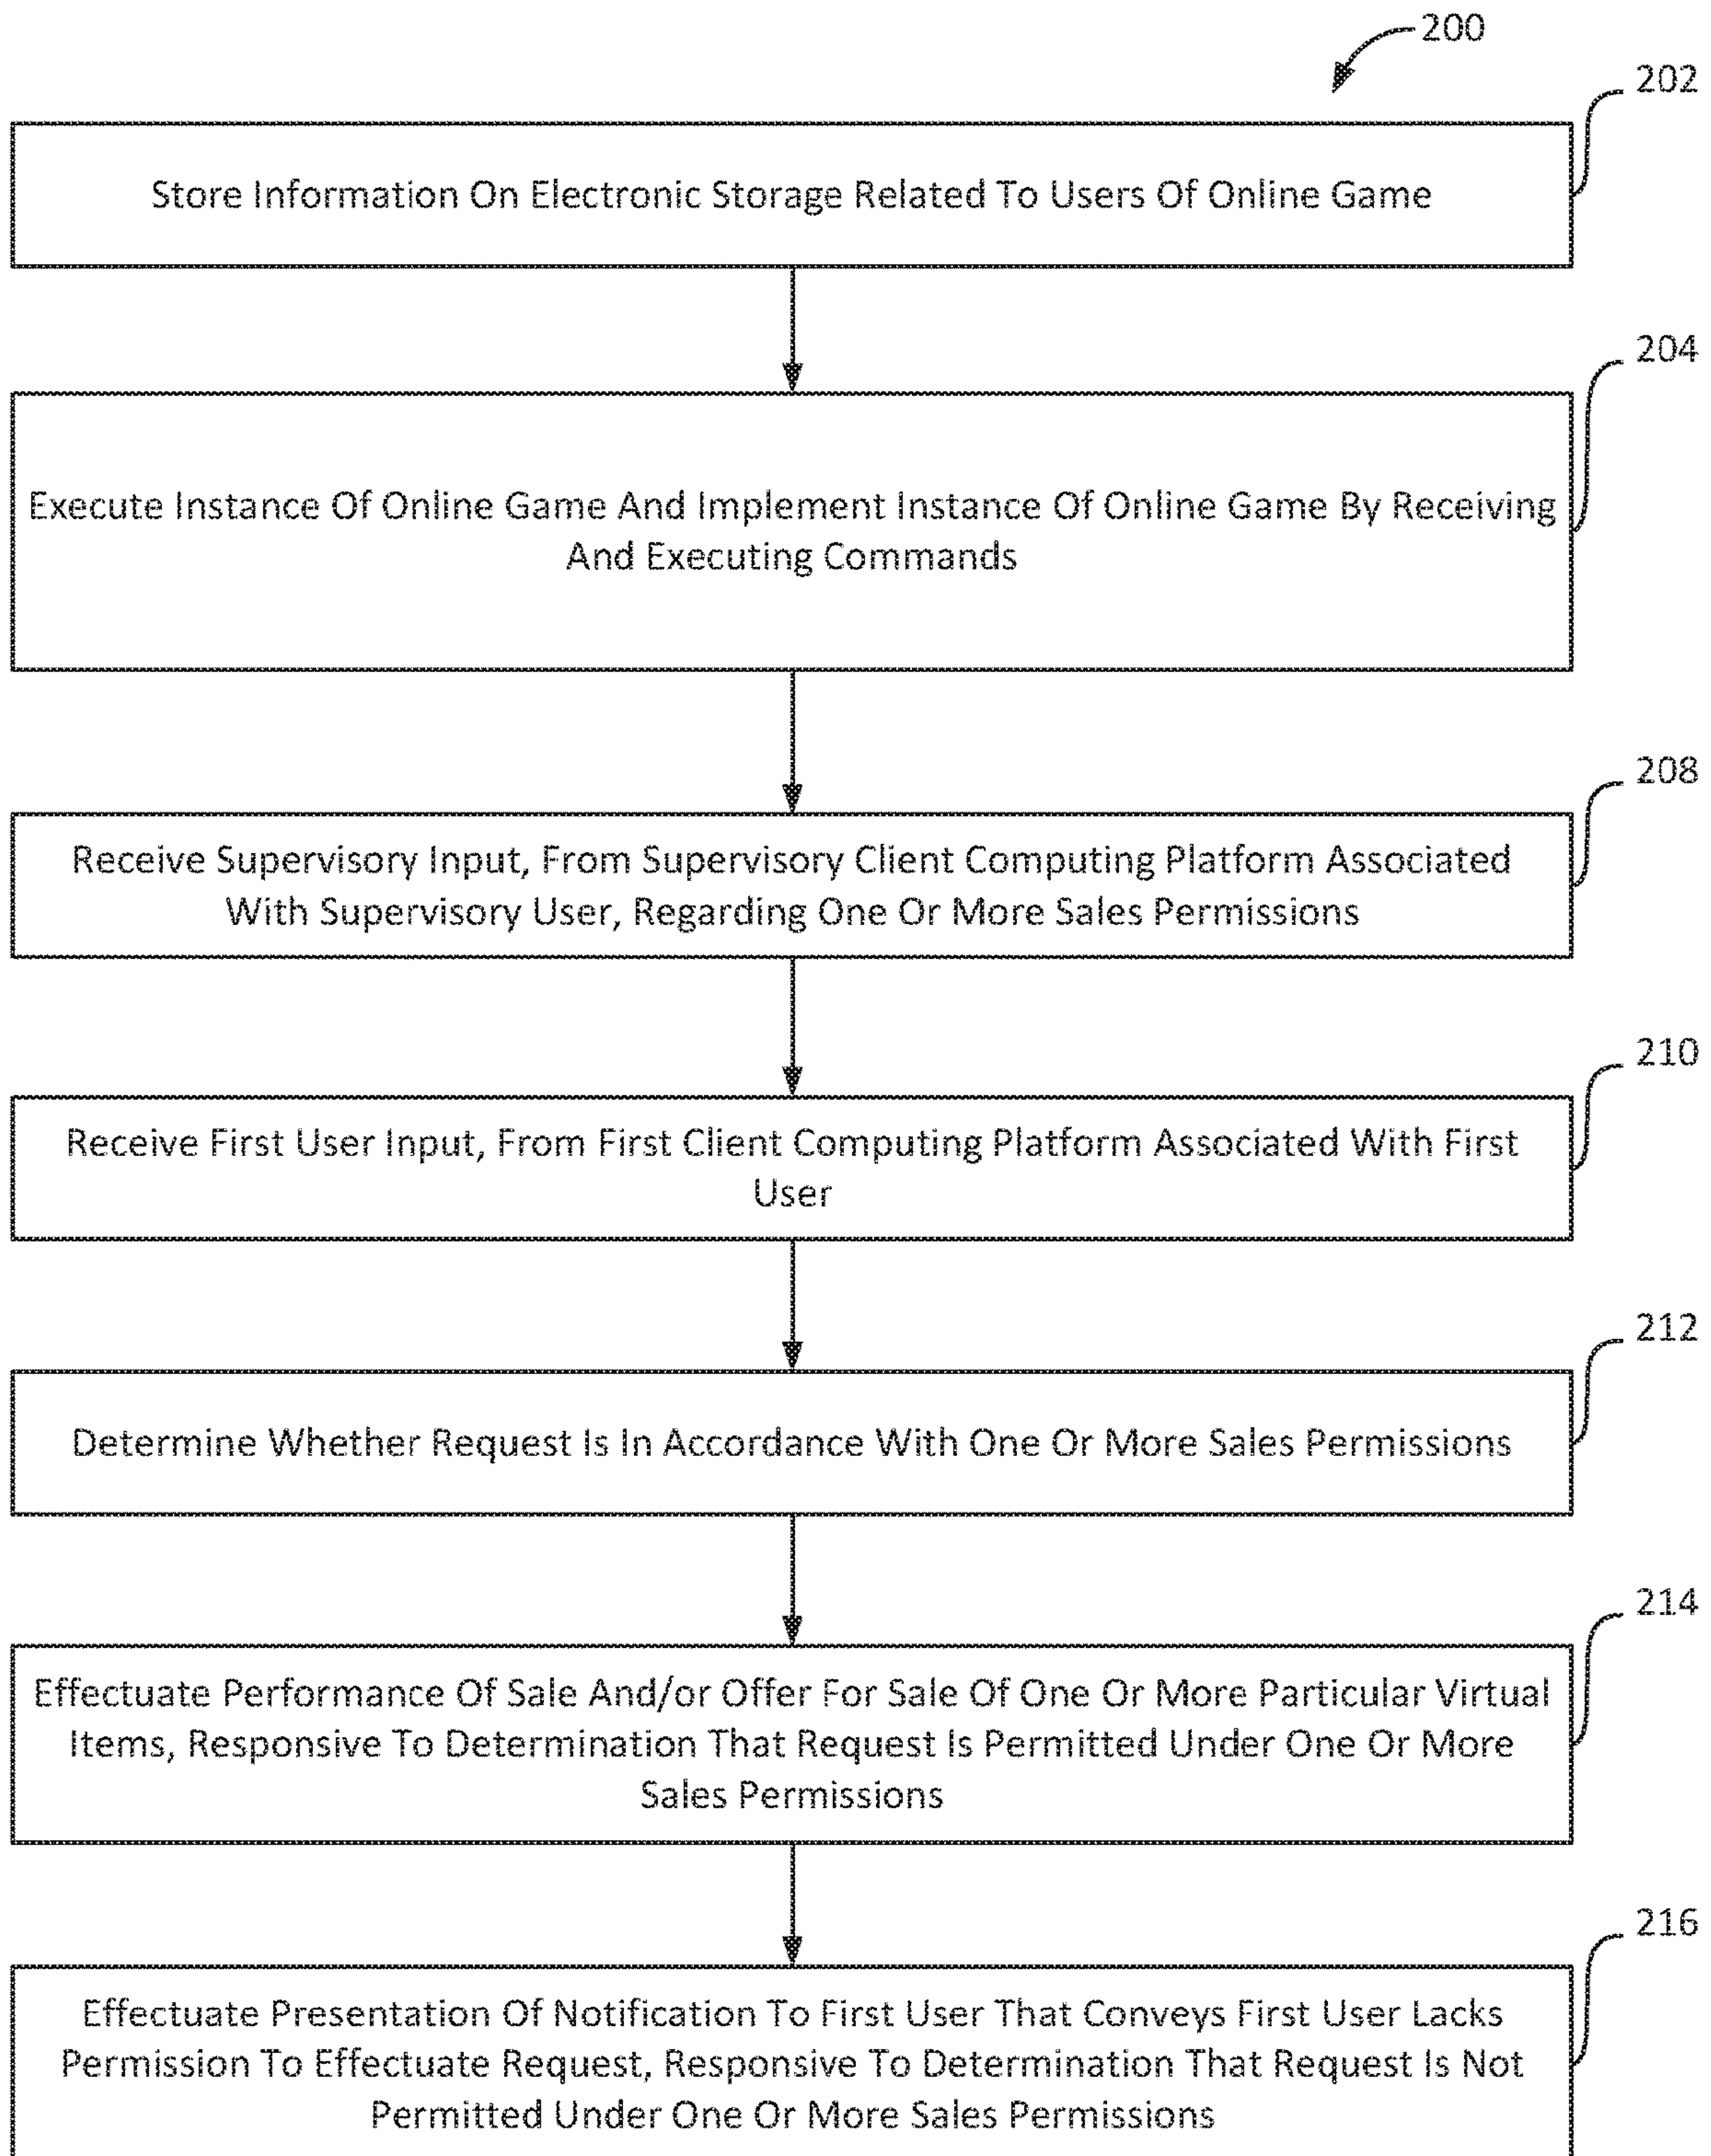 200
202
Store Information On Electronic Storage Related To Users Of Online Game
204
Execute Instance Of Online Game And Implement Instance Of Online Game By Receiving
And Executing Commands
208
Receive Supervisory Input, From Supervisory Client Computing Platform Associated
With Supervisory User, Regarding One Or More Sales Permissions
210
Receive First User Input, From First Client Computing Platform Associated With First
User
212
Determine Whether Request Is In Accordance With One Or More Sales Permissions
214
Effectuate Performance Of Sale And/or Offer For Sale Of One Or More Particular Virtual
Items, Responsive To Determination That Request Is Permitted Under One Or More
Sales Permissions
216
Effectuate Presentation Of Notification To First User That Conveys First User Lacks
Permission To Effectuate Request, Responsive To Determination That Request Is Not
Permitted Under One Or More Sales Permissions